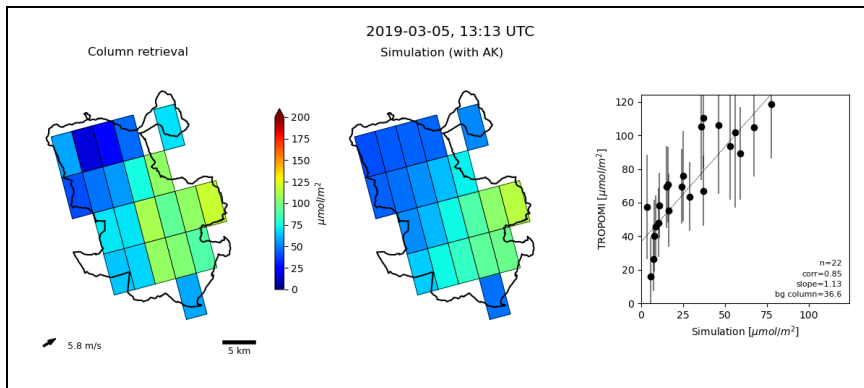 2019-03-05, 13:13 UTC
Column retrieval
Simulation (with AK)
200
175
150
125
100
75
50
25
0
μmol/m²
5.8 m/s
5 km
120
100
80
60
40
20
0
TROPOMI [μmol/m²]
n=22
corr=0.85
slope=1.13
bg column=36.6
0 25 50 75 100
Simulation [μmol/m²]